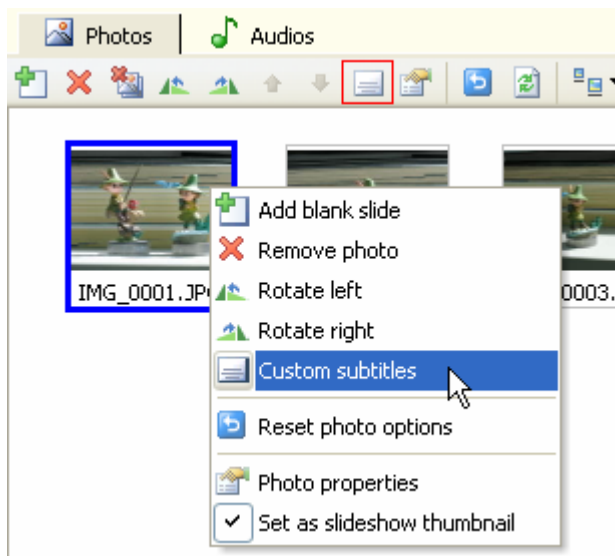 Photos
Audios
IMG_0001.JP
0003.
Add blank slide
Remove photo
Rotate left
Rotate right
Custom subtitles
Reset photo options
Photo properties
Set as slideshow thumbnail